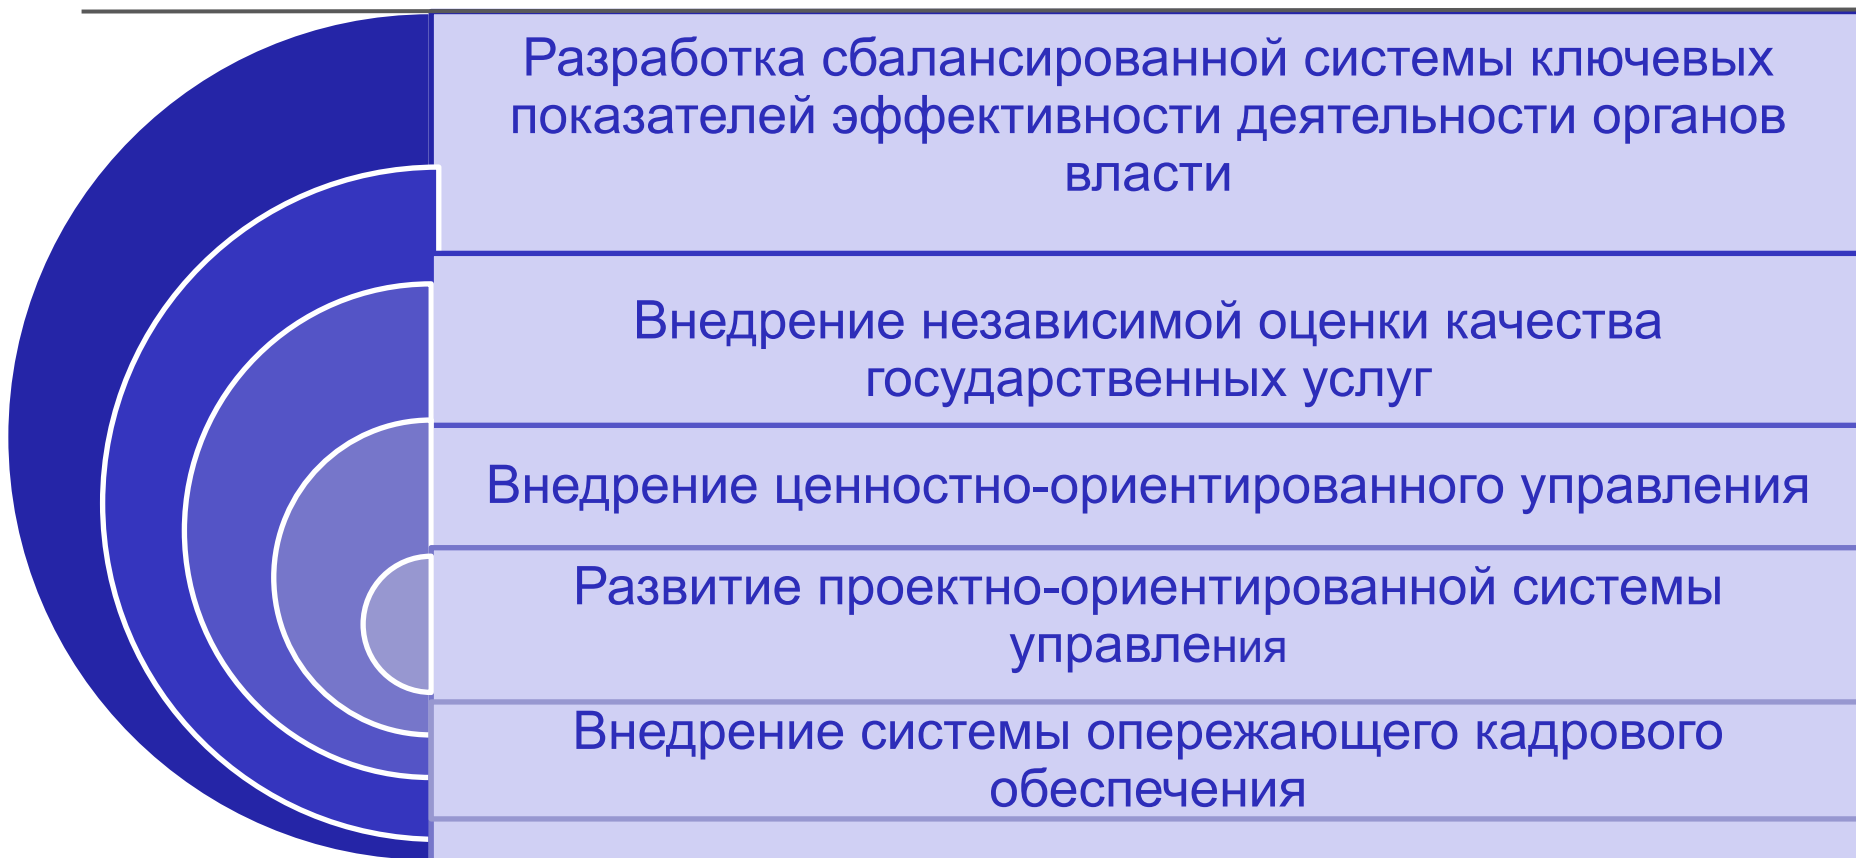 Разработка сбалансированной системы ключевых
показателей эффективности деятельности органов
власти
Внедрение независимой оценки качества
государственных услуг
Внедрение ценностно-ориентированного управления
Развитие проектно-ориентированной системы
управления
Внедрение системы опережающего кадрового
обеспечения